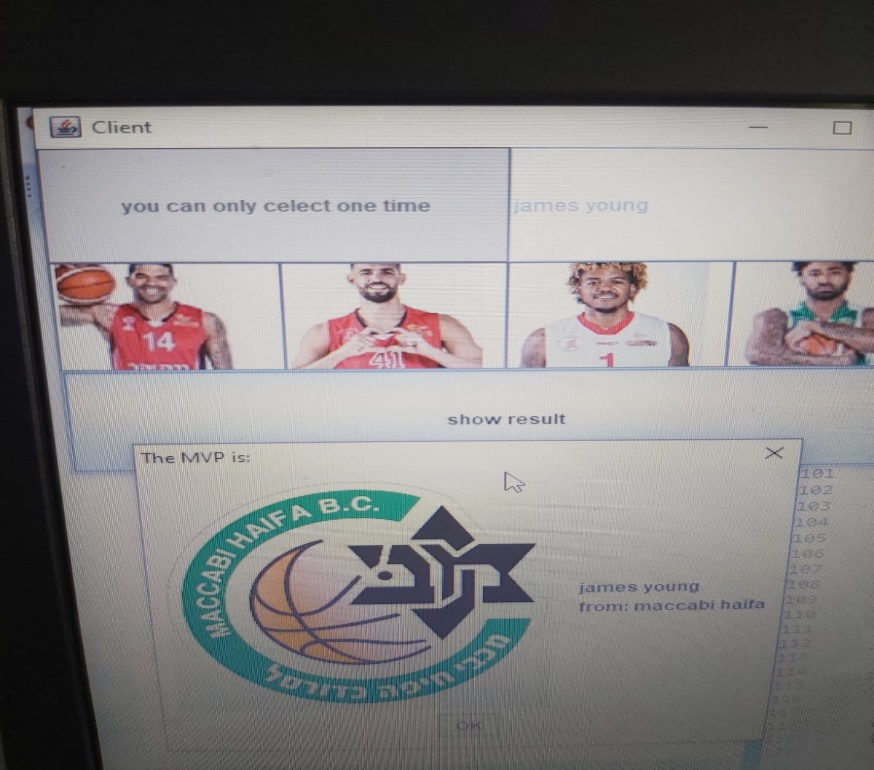 Client
you can only celect one time
james young
14
41
1
show result
The MVP is:
MACCABI HAIFA B.C.
מכבי חיפה כדורסל
james young
from: maccabi haifa
OK
101
102
103
104
105
106
107
108
109
110
111
112